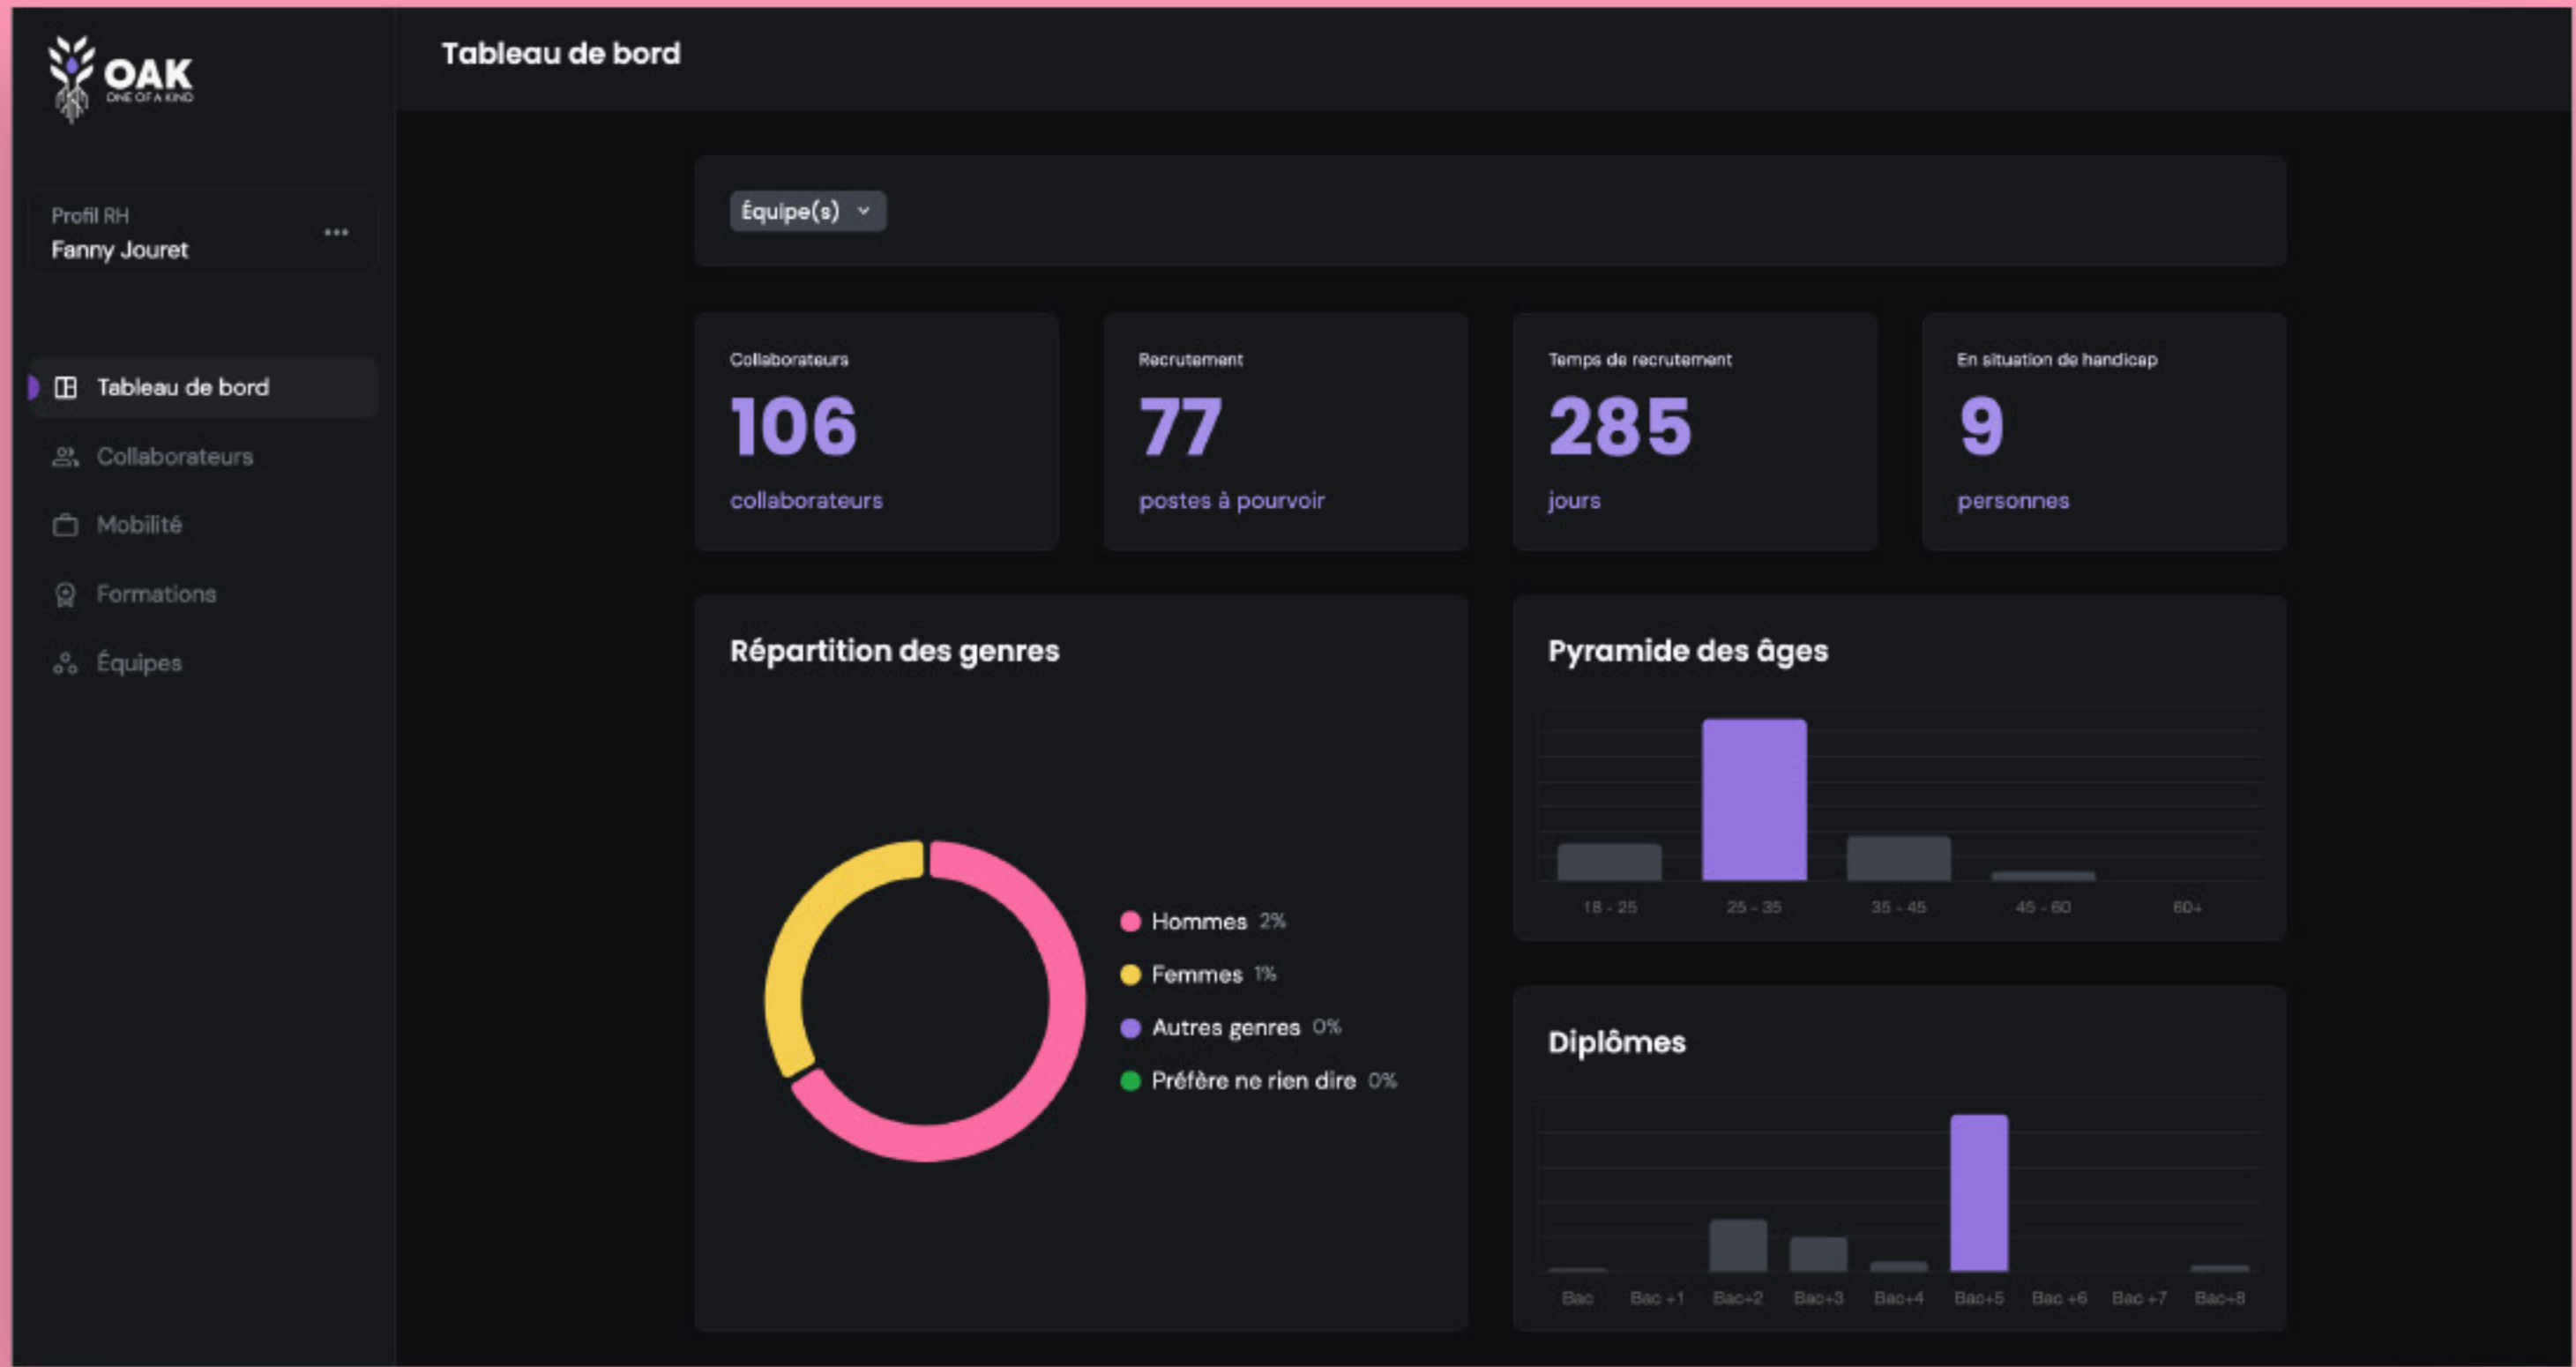 OAK
ONE OF A KIND
Profil RH
Fanny Jouret
Tableau de bord
Collaborateurs
Mobilité
Formations
Équipes
Tableau de bord
Équipe(s)
Collaborateurs
106
collaborateurs
Recrutement
77
postes à pourvoir
Temps de recrutement
285
jours
En situation de handicap
9
personnes
Répartition des genres
Hommes 2%
Femmes 1%
Autres genres 0%
Préfère ne rien dire 0%
Pyramide des âges
18 - 25 25 - 35 35 - 45 45 - 60 60+
Diplômes
Bac Bac +1 Bac+2 Bac+3 Bac+4 Bac+5 Bac +6 Bac +7 Bac+8